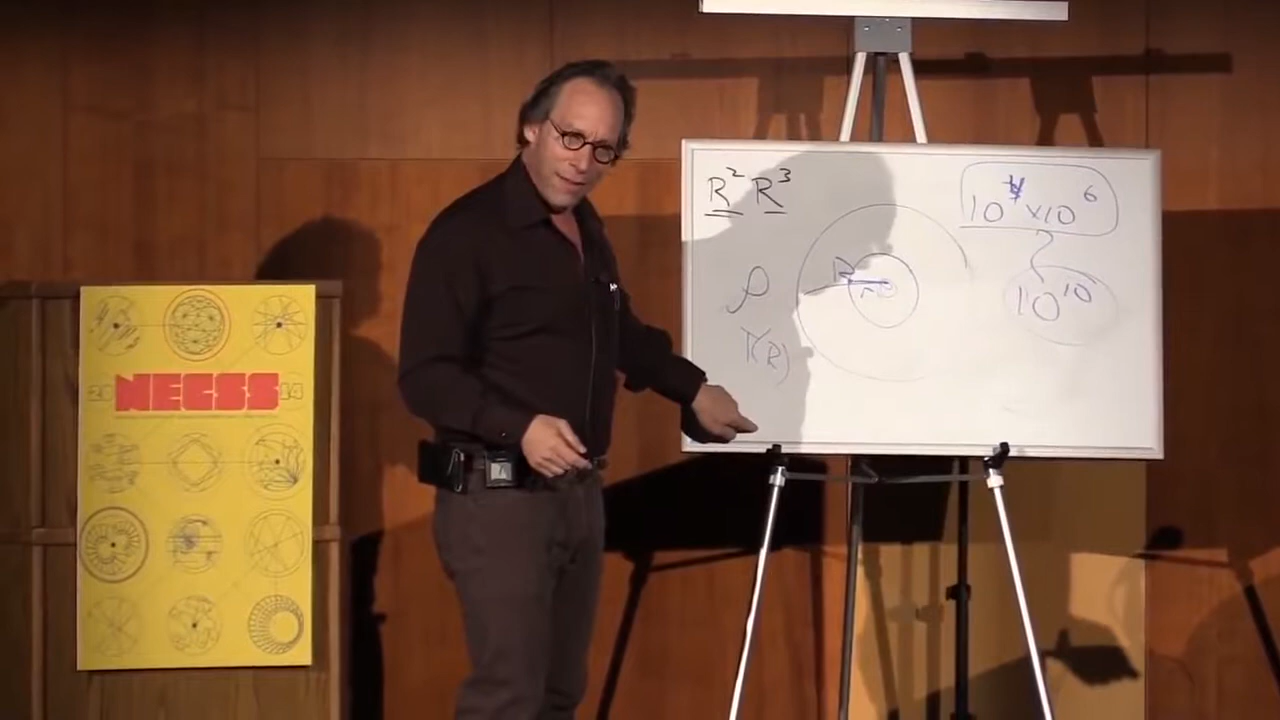 20 NECSS 14
R² R³
10⁴ x 10⁶
R
r
ρ
10¹⁰
T(R)